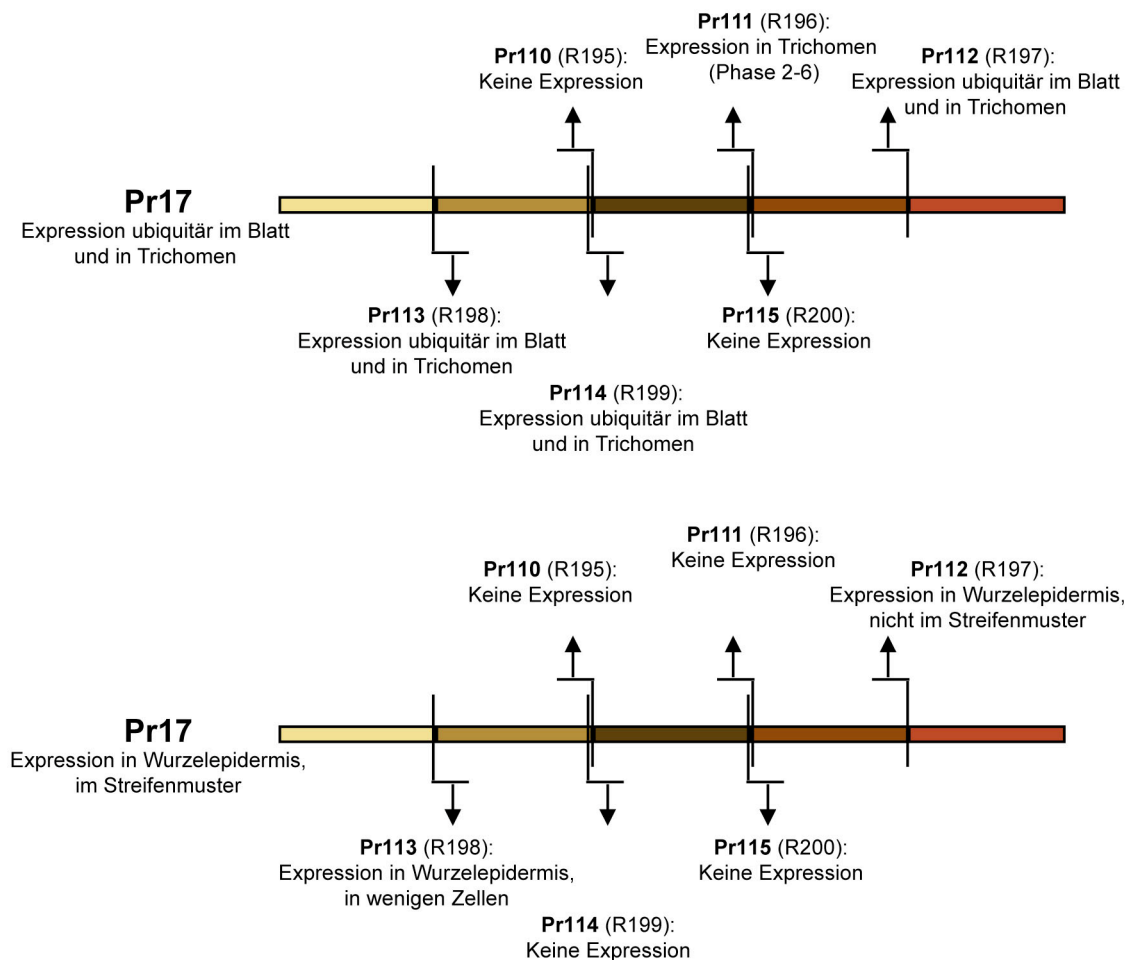 Pr111 (R196):
Expression in Trichomen
(Phase 2-6)
Pr110 (R195):
Keine Expression
Pr112 (R197):
Expression ubiquitär im Blatt
und in Trichomen
Pr17
Expression ubiquitär im Blatt
und in Trichomen
Pr113 (R198):
Expression ubiquitär im Blatt
und in Trichomen
Pr115 (R200):
Keine Expression
Pr114 (R199):
Expression ubiquitär im Blatt
und in Trichomen
Pr111 (R196):
Keine Expression
Pr110 (R195):
Keine Expression
Pr112 (R197):
Expression in Wurzelepidermis,
nicht im Streifenmuster
Pr17
Expression in Wurzelepidermis,
im Streifenmuster
Pr113 (R198):
Expression in Wurzelepidermis,
in wenigen Zellen
Pr115 (R200):
Keine Expression
Pr114 (R199):
Keine Expression